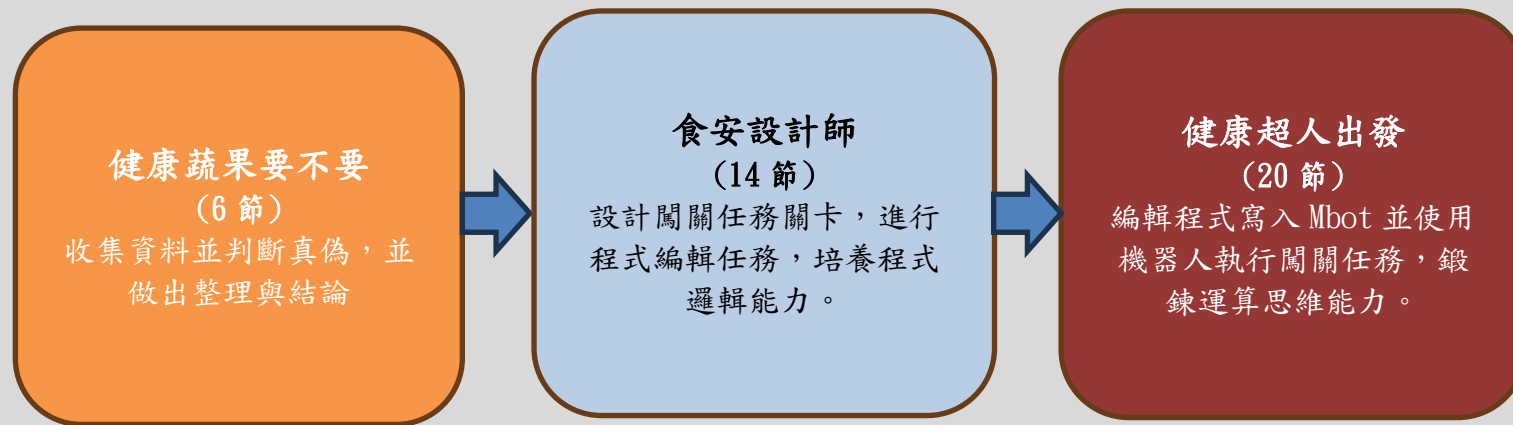 健康蔬果要不要
(6 節)
收集資料並判斷真偽，並
做出整理與結論
食安設計師
(14 節)
設計闖關任務關卡，進行
程式編輯任務，培養程式
邏輯能力。
健康超人出發
(20 節)
編輯程式寫入 Mbot 並使用
機器人執行闖關任務，鍛
鍊運算思維能力。